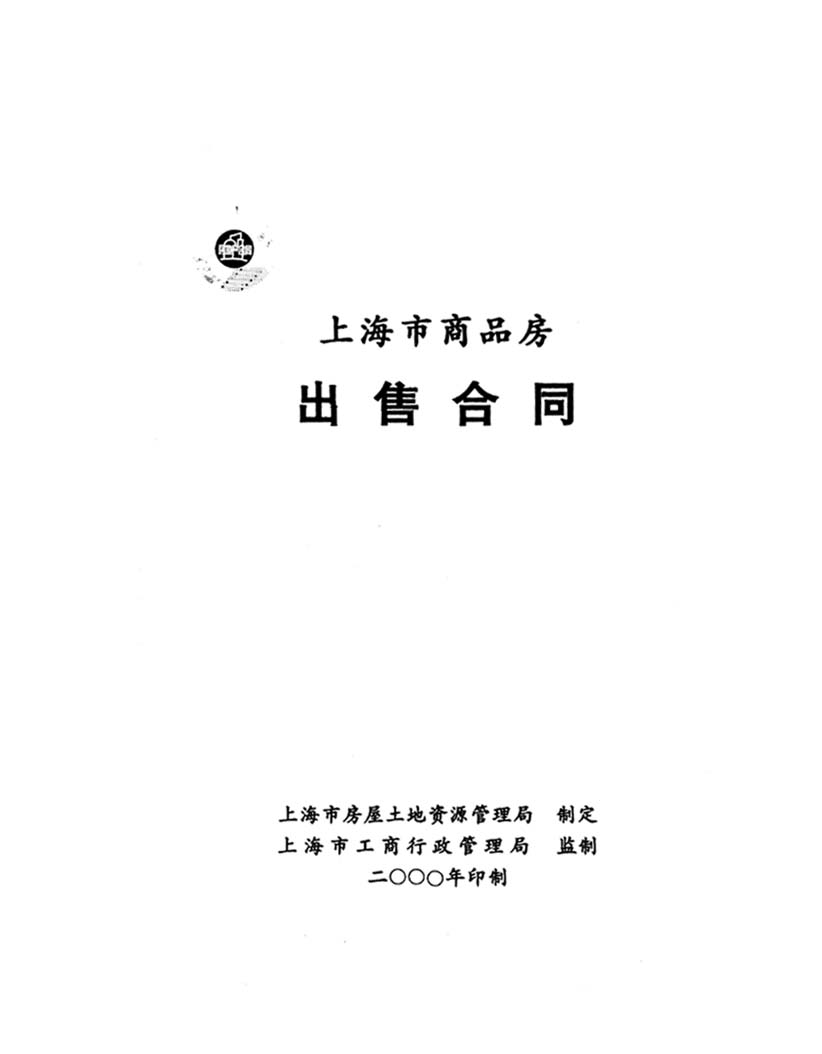 上海市商品房
出售合同
上海市房屋土地资源管理局 制定
上海市工商行政管理局 监制
二〇〇〇年印制